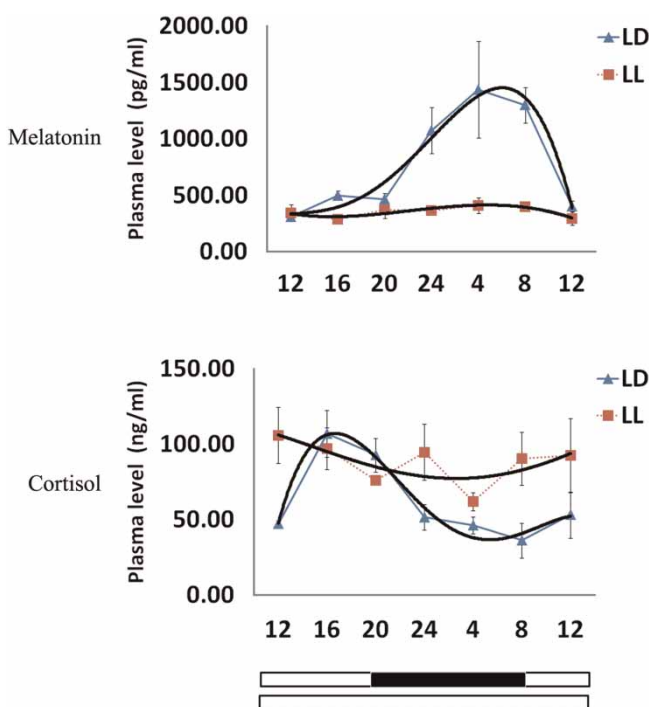 2000.00
1500.00
1000.00
500.00
0.00
Plasma level (pg/ml)
Melatonin
LD
LL
12 16 20 24 4 8 12
150.00
100.00
50.00
0.00
Plasma level (ng/ml)
Cortisol
LD
LL
12 16 20 24 4 8 12